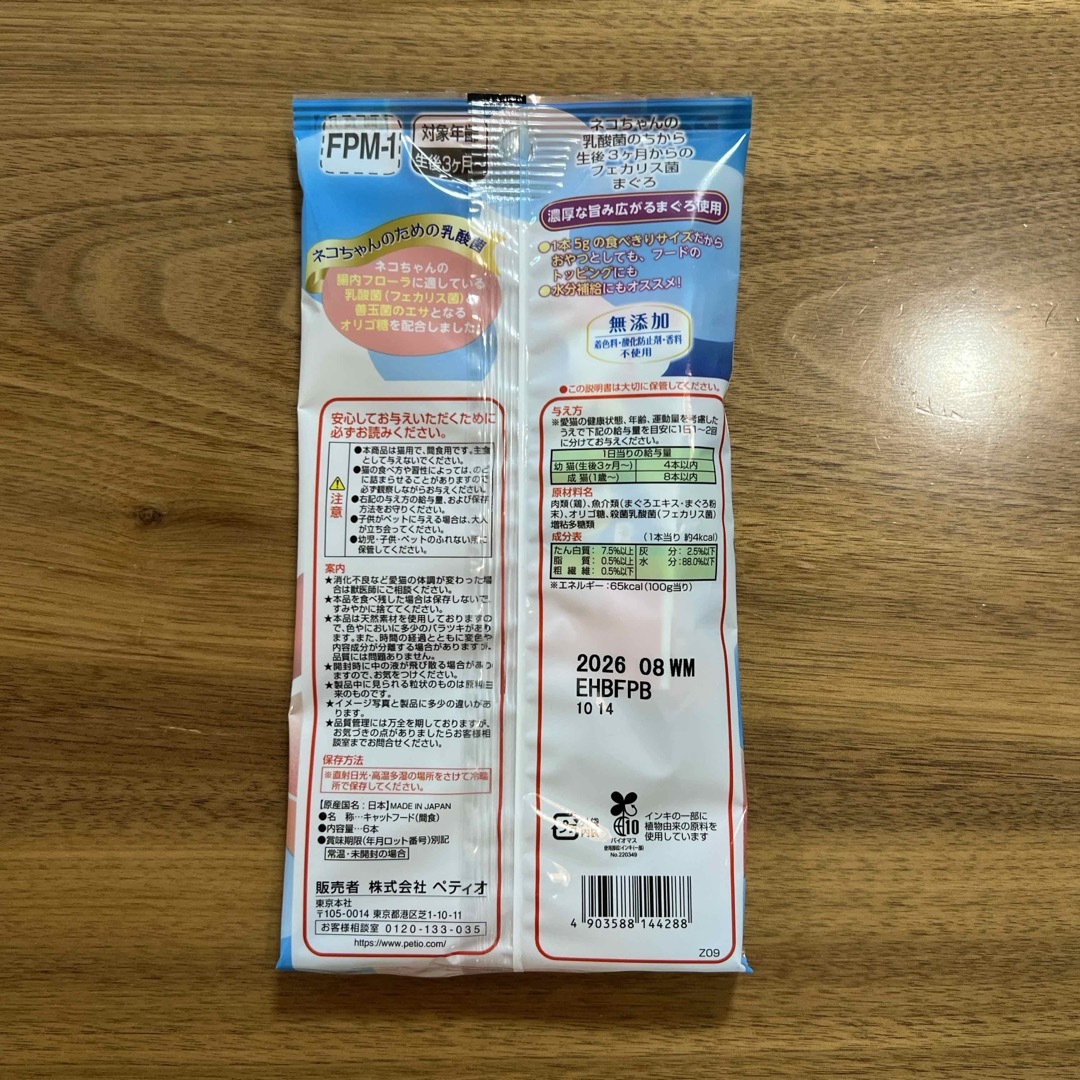 FPM-1
対象年齢
生後3ヶ月～
ネコちゃんのための乳酸菌
ネコちゃんの
腸内フローラに適している
乳酸菌(フェカリス菌)
善玉菌のエサとなる
オリゴ糖を配合しました
安心してお与えいただくために
必ずお読みください。
注意
●本商品は猫用で、間食用です。主食
として与えないでください。
●猫の食べ方や習性によっては、のど
に詰まらせることがありますので
必ず観察しながらお与えください。
●右記の与え方の給与量、および保存
方法をお守りください。
●子供がペットに与える場合は、大人
が立ち会ってください。
●幼児・子供・ペットのふれない所に
保管してください。
案内
★消化不良など愛猫の体調が変わった場
合は獣医師にご相談ください。
★本品を食べ残した場合は保存しないで、
すみやかに捨ててください。
★本品は天然素材を使用しておりますの
で、色やにおいに多少のバラツキがあり
ます。また、時間の経過とともに変色や
内容成分が分離する場合がありますが、
品質には問題ありません。
★開封時に中の液が飛び散る場合があり
ますので、お気をつけください。
★製品中に見られる粒状のものは原料由
来のものです。
★イメージ写真と製品に多少の違いがあ
ります。
★品質管理には万全を期しておりますが、
お気づきの点がありましたらお客様相
談室までお問合せください。
保存方法
※直射日光・高温多湿の場所をさけて冷暗
所で保存してください。
【原産国名：日本】MADE IN JAPAN
●名 称…キャットフード(間食)
●内容量…6本
●賞味期限(年月ロット番号)別記
常温・未開封の場合
販売者 株式会社 ペティオ
東京本社
〒105-0014 東京都港区芝1-10-11
お客様相談室 0120-133-035
https://www.petio.com/
ネコちゃんの
乳酸菌のちから
生後3ヶ月からの
フェカリス菌
まぐろ
濃厚な旨み広がるまぐろ使用
●1本5gの食べきりサイズだから
おやつとしても、フードの
トッピングにも
●水分補給にもオススメ!
無添加
着色料・酸化防止剤・香料
不使用
●この説明書は大切に保管してください。
与え方
※愛猫の健康状態、年齢、運動量を考慮した
うえで下記の給与量を目安に1日1～2回
に分けてお与えください。
1日当りの給与量
幼猫(生後3ヶ月～) 4本以内
成猫(1歳～) 8本以内
原材料名
肉類(鶏)、魚介類(まぐろエキス・まぐろ粉
末)、オリゴ糖、殺菌乳酸菌(フェカリス菌)
増粘多糖類
成分表 (1本当り 約4kcal)
たん白質： 7.5%以上 灰 分： 2.5%以下
脂 質： 0.5%以上 水 分： 88.0%以下
粗繊維： 0.5%以下
※エネルギー：65kcal(100g当り)
2026 08 WM
EHBFPB
10 14
10
バイオマス
No.220349
インキの一部に
植物由来の原料を
使用しています
4 903588 144288
Z09